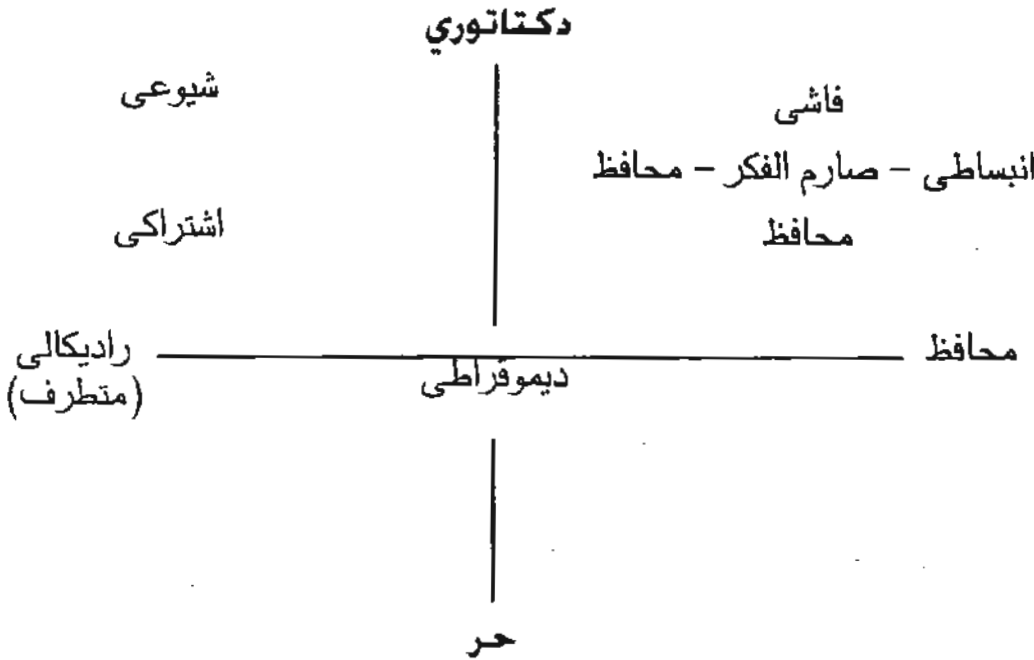 دكتاتوري
شيوعى
فاشى
انبساطى – صارم الفكر – محافظ
اشتراكى
محافظ
راديكالى
(متطرف)
محافظ
ديموقراطى
حر